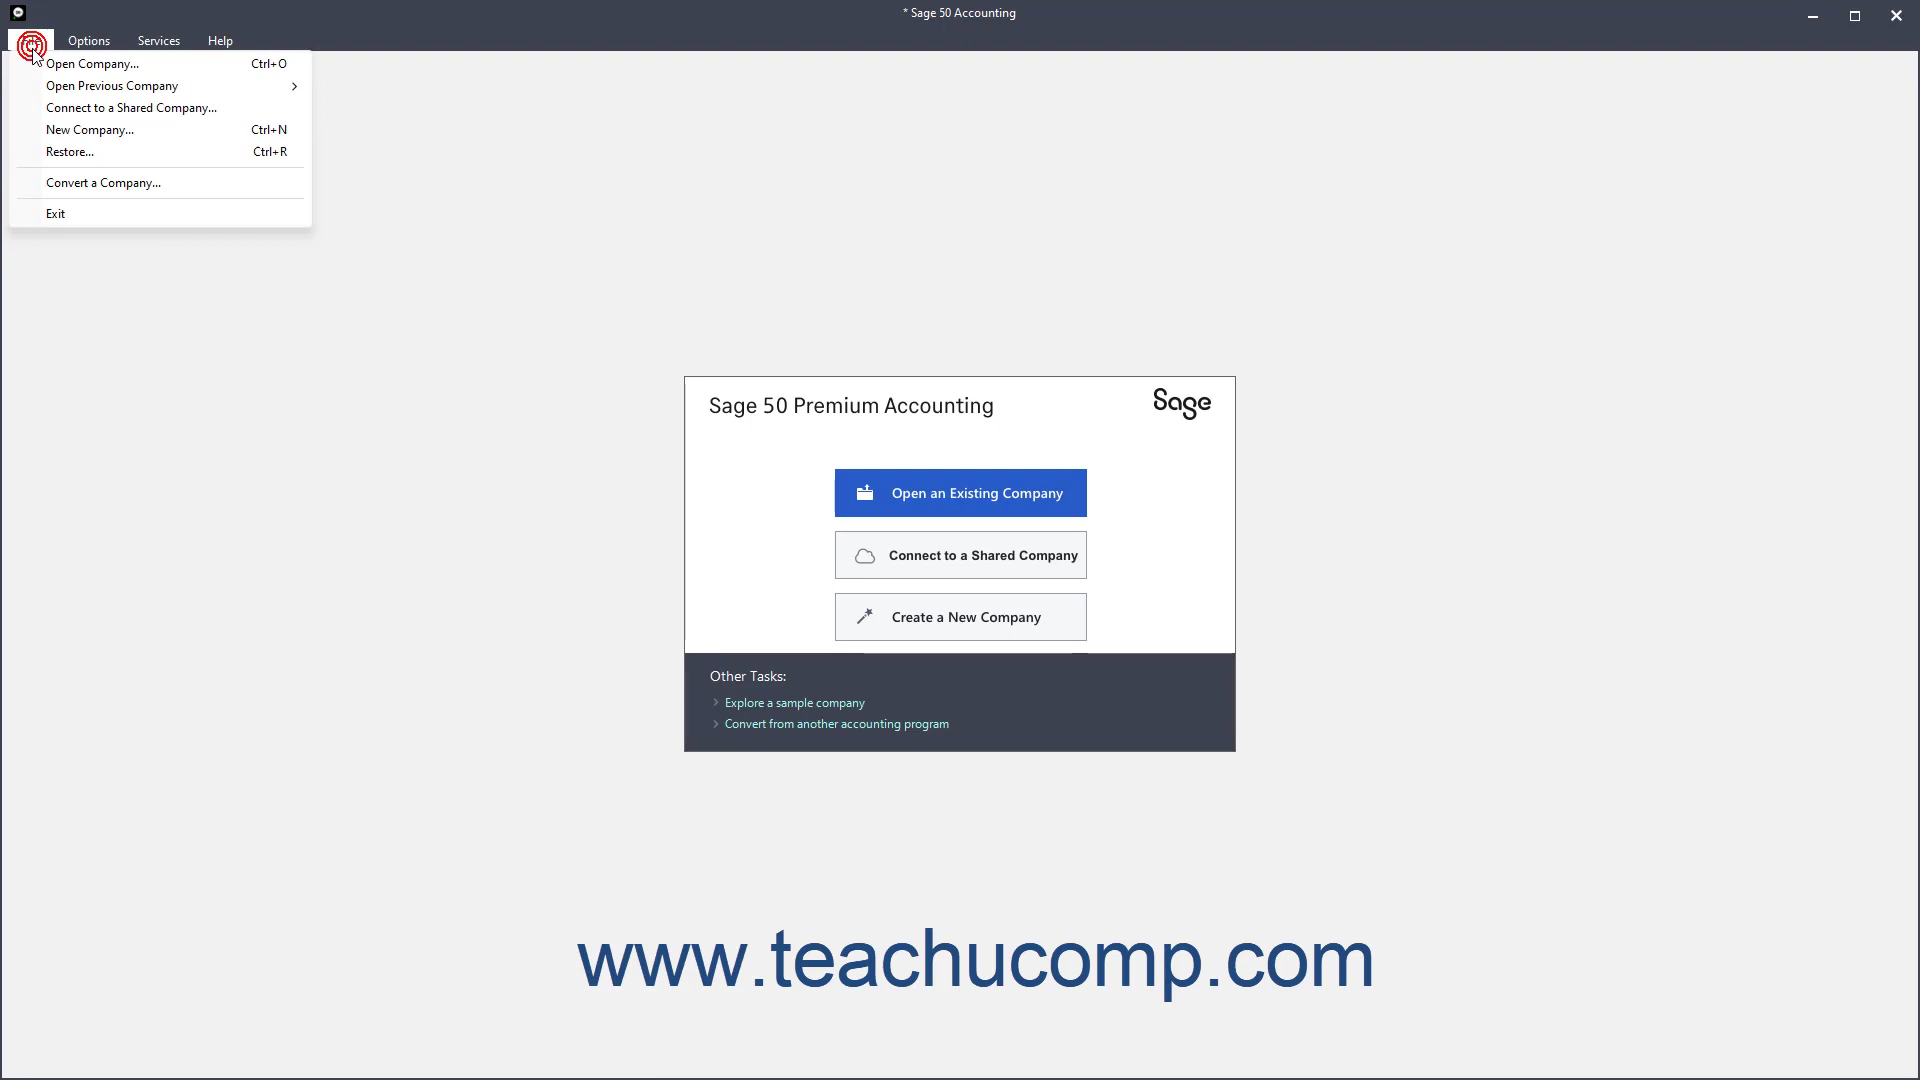 * Sage 50 Accounting
Options Services Help
Open Company... Ctrl+O
Open Previous Company
Connect to a Shared Company...
New Company... Ctrl+N
Restore... Ctrl+R
Convert a Company...
Exit
Sage 50 Premium Accounting
Sage
Open an Existing Company
Connect to a Shared Company
Create a New Company
Other Tasks:
Explore a sample company
Convert from another accounting program
www.teachucomp.com